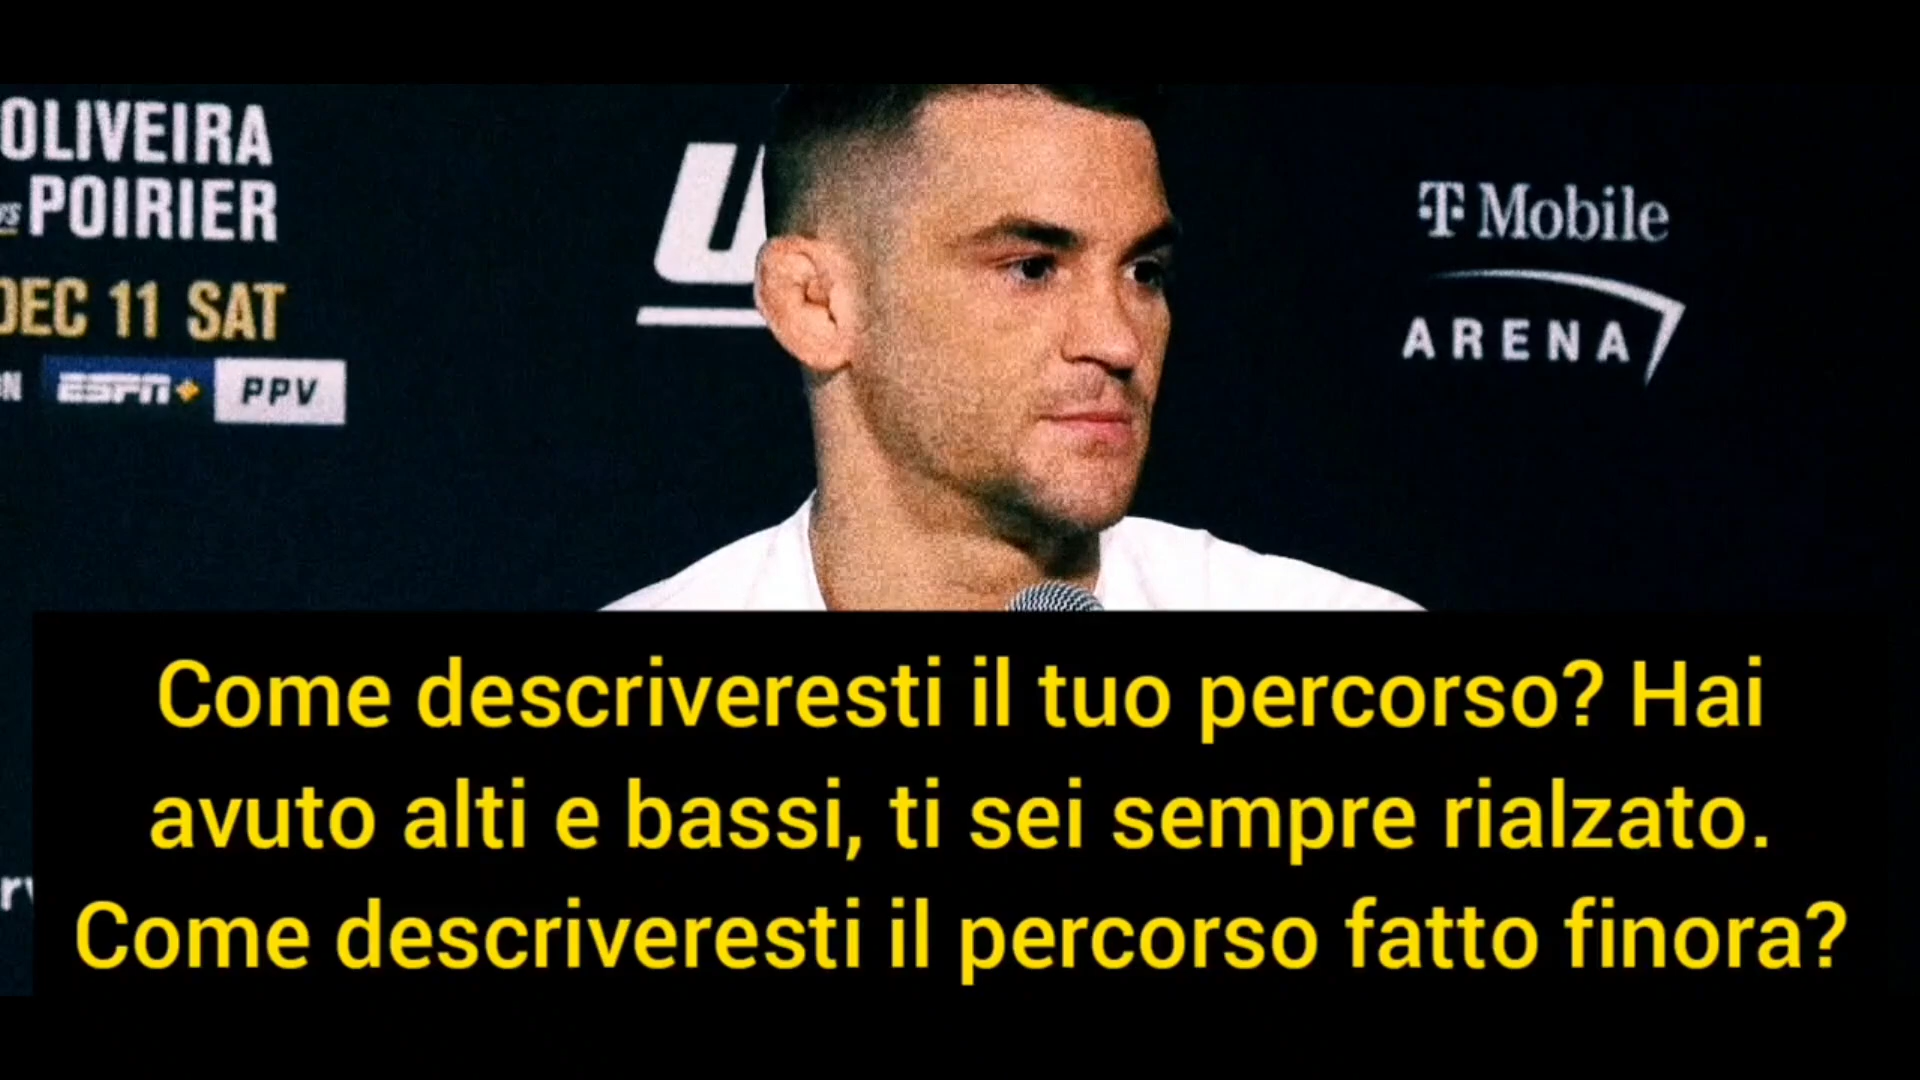 OLIVEIRA
vs POIRIER
DEC 11 SAT
ESPN+ PPV
T Mobile
ARENA
Come descriveresti il tuo percorso? Hai
avuto alti e bassi, ti sei sempre rialzato.
Come descriveresti il percorso fatto finora?